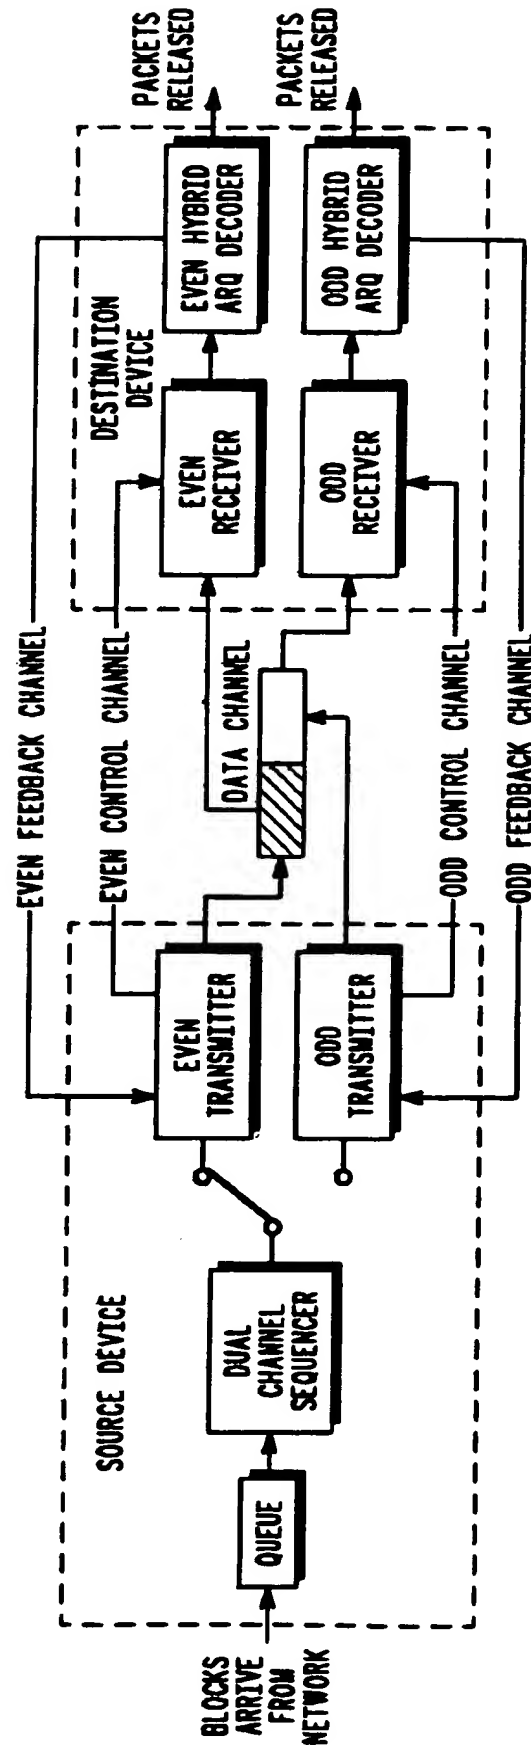 BLOCKS
ARRIVE
FROM
NETWORK
SOURCE DEVICE
QUEUE
DUAL
CHANNEL
SEQUENCER
EVEN
TRANSMITTER
ODD
TRANSMITTER
EVEN FEEDBACK CHANNEL
EVEN CONTROL CHANNEL
DATA CHANNEL
ODD CONTROL CHANNEL
ODD FEEDBACK CHANNEL
DESTINATION
DEVICE
EVEN
RECEIVER
ODD
RECEIVER
EVEN HYBRID
ARQ DECODER
ODD HYBRID
ARQ DECODER
PACKETS
RELEASED
PACKETS
RELEASED